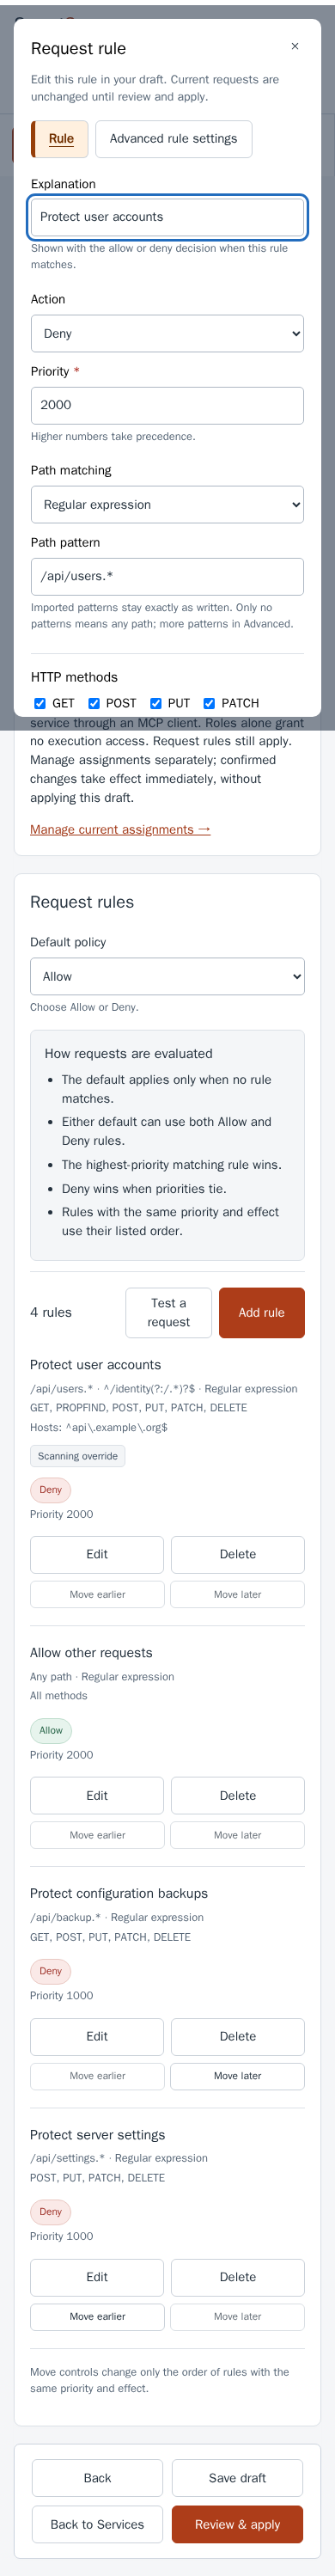 Request rule
×
Edit this rule in your draft. Current requests are
unchanged until review and apply.
Rule
Advanced rule settings
Explanation
Protect user accounts
Shown with the allow or deny decision when this rule
matches.
Action
Deny
Priority *
2000
Higher numbers take precedence.
Path matching
Regular expression
Path pattern
/api/users.*
Imported patterns stay exactly as written. Only no
patterns means any path; more patterns in Advanced.
HTTP methods
GET POST PUT PATCH
service through an MCP client. Roles alone grant
no execution access. Request rules still apply.
Manage assignments separately; confirmed
changes take effect immediately, without
applying this draft.
Manage current assignments →
Request rules
Default policy
Allow
Choose Allow or Deny.
How requests are evaluated
• The default applies only when no rule
matches.
• Either default can use both Allow and
Deny rules.
• The highest-priority matching rule wins.
• Deny wins when priorities tie.
• Rules with the same priority and effect
use their listed order.
4 rules
Test a
request
Add rule
Protect user accounts
/api/users.* · ^/identity(?:/.*)?$ · Regular expression
GET, PROPFIND, POST, PUT, PATCH, DELETE
Hosts: ^api\.example\.org$
Scanning override
Deny
Priority 2000
Edit
Delete
Move earlier
Move later
Allow other requests
Any path · Regular expression
All methods
Allow
Priority 2000
Edit
Delete
Move earlier
Move later
Protect configuration backups
/api/backup.* · Regular expression
GET, POST, PUT, PATCH, DELETE
Deny
Priority 1000
Edit
Delete
Move earlier
Move later
Protect server settings
/api/settings.* · Regular expression
POST, PUT, PATCH, DELETE
Deny
Priority 1000
Edit
Delete
Move earlier
Move later
Move controls change only the order of rules with the
same priority and effect.
Back
Save draft
Back to Services
Review & apply